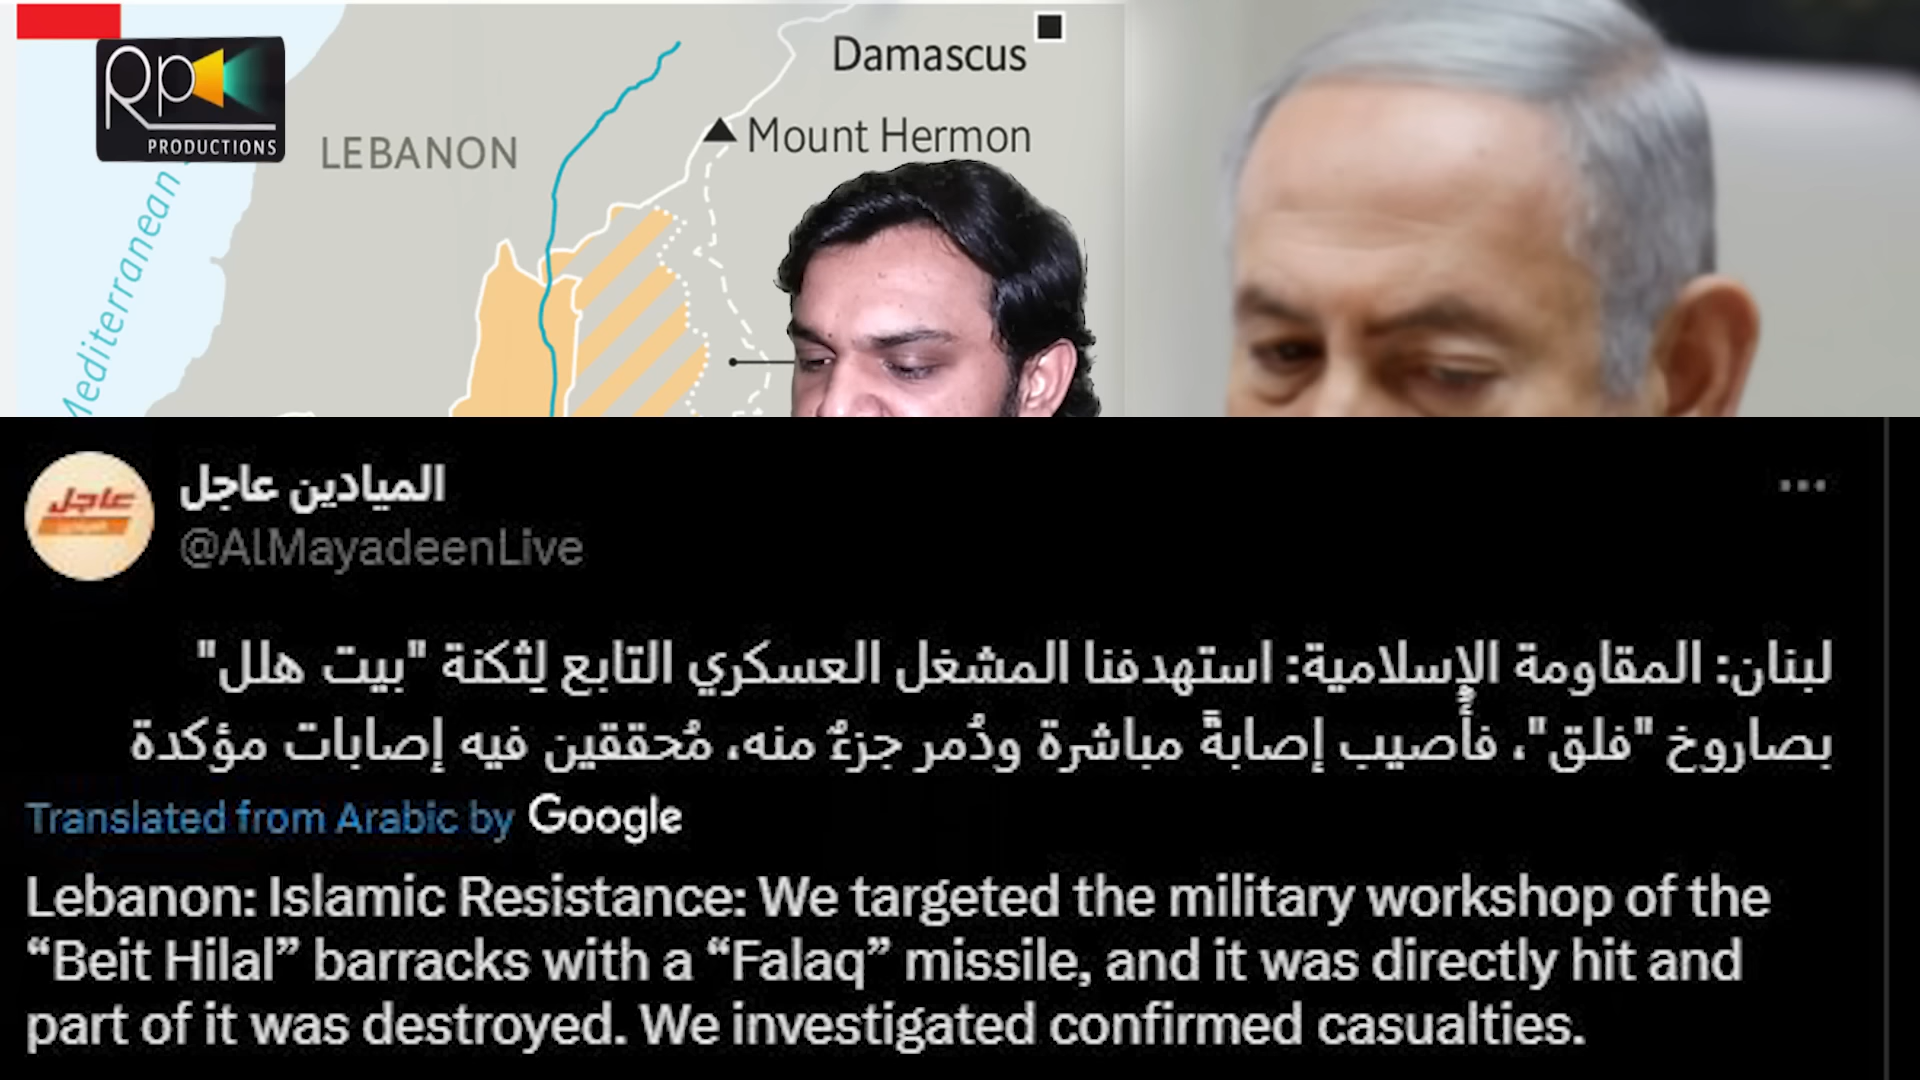 Rp
PRODUCTIONS
LEBANON
Damascus
Mount Hermon
Mediterranean
الميادين عاجل
عاجل
@AlMayadeenLive
لبنان: المقاومة الإسلامية: استهدفنا المشغل العسكري التابع لِثكنة "بيت هلل"
بصاروخ "فلق"، فأُصيب إصابةً مباشرة ودُمر جزءٌ منه، مُحققين فيه إصابات مؤكدة
Translated from Arabic by Google
Lebanon: Islamic Resistance: We targeted the military workshop of the
“Beit Hilal” barracks with a “Falaq” missile, and it was directly hit and
part of it was destroyed. We investigated confirmed casualties.